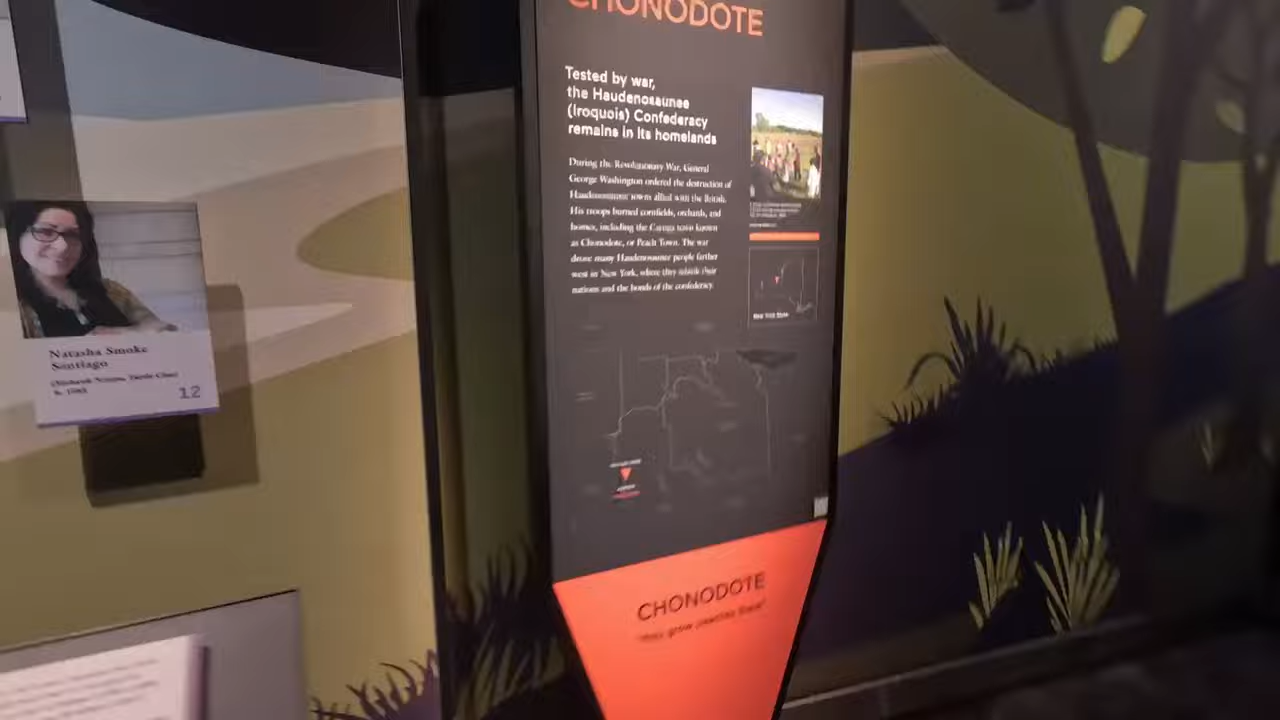 CHONODOTE
Tested by war,
the Haudenosaunee
(Iroquois) Confederacy
remains in its homelands
During the Revolutionary War, General
George Washington ordered the destruction of
Haudenosaunee towns allied with the British.
His troops burned cornfields, orchards, and
homes, including the Cayuga town known
as Chonodote, or Peach Town. The war
drove many Haudenosaunee people farther
west in New York, where they rebuilt their
nations and the bonds of the confederacy.
New York State
CHONODOTE
Natasha Smoke
Santiago
(Mohawk Nation, Turtle Clan)
12